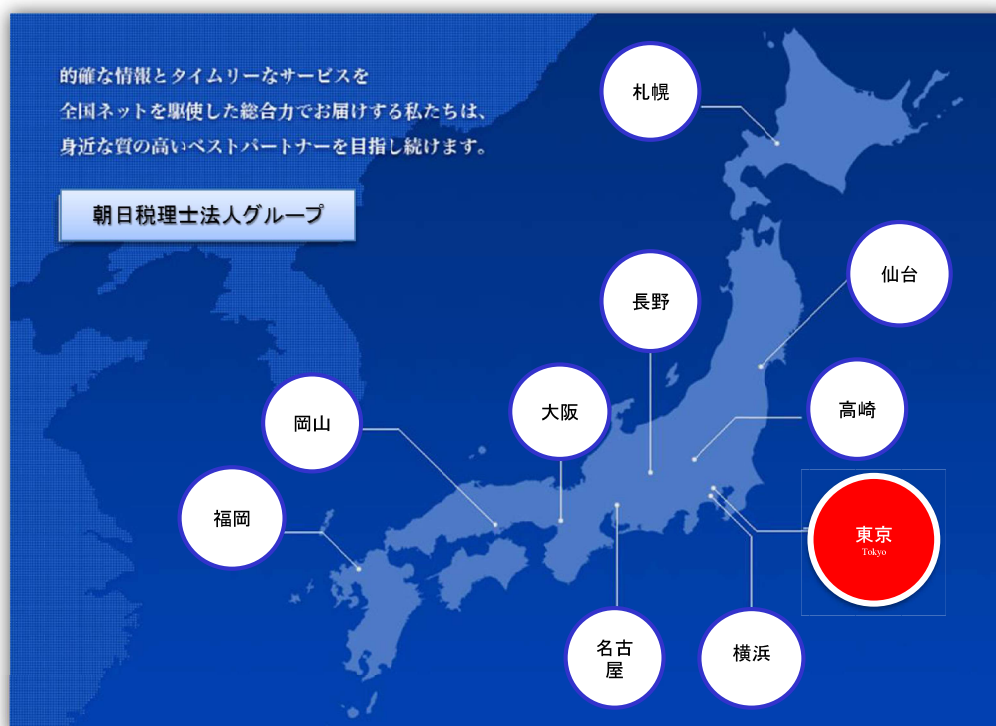 的確な情報とタイムリーなサービスを
全国ネットを駆使した総合力でお届けする私たちは、
身近な質の高いベストパートナーを目指し続けます。
朝日税理士法人グループ
札幌
仙台
長野
高崎
大阪
岡山
福岡
東京
Tokyo
名古
屋
横浜